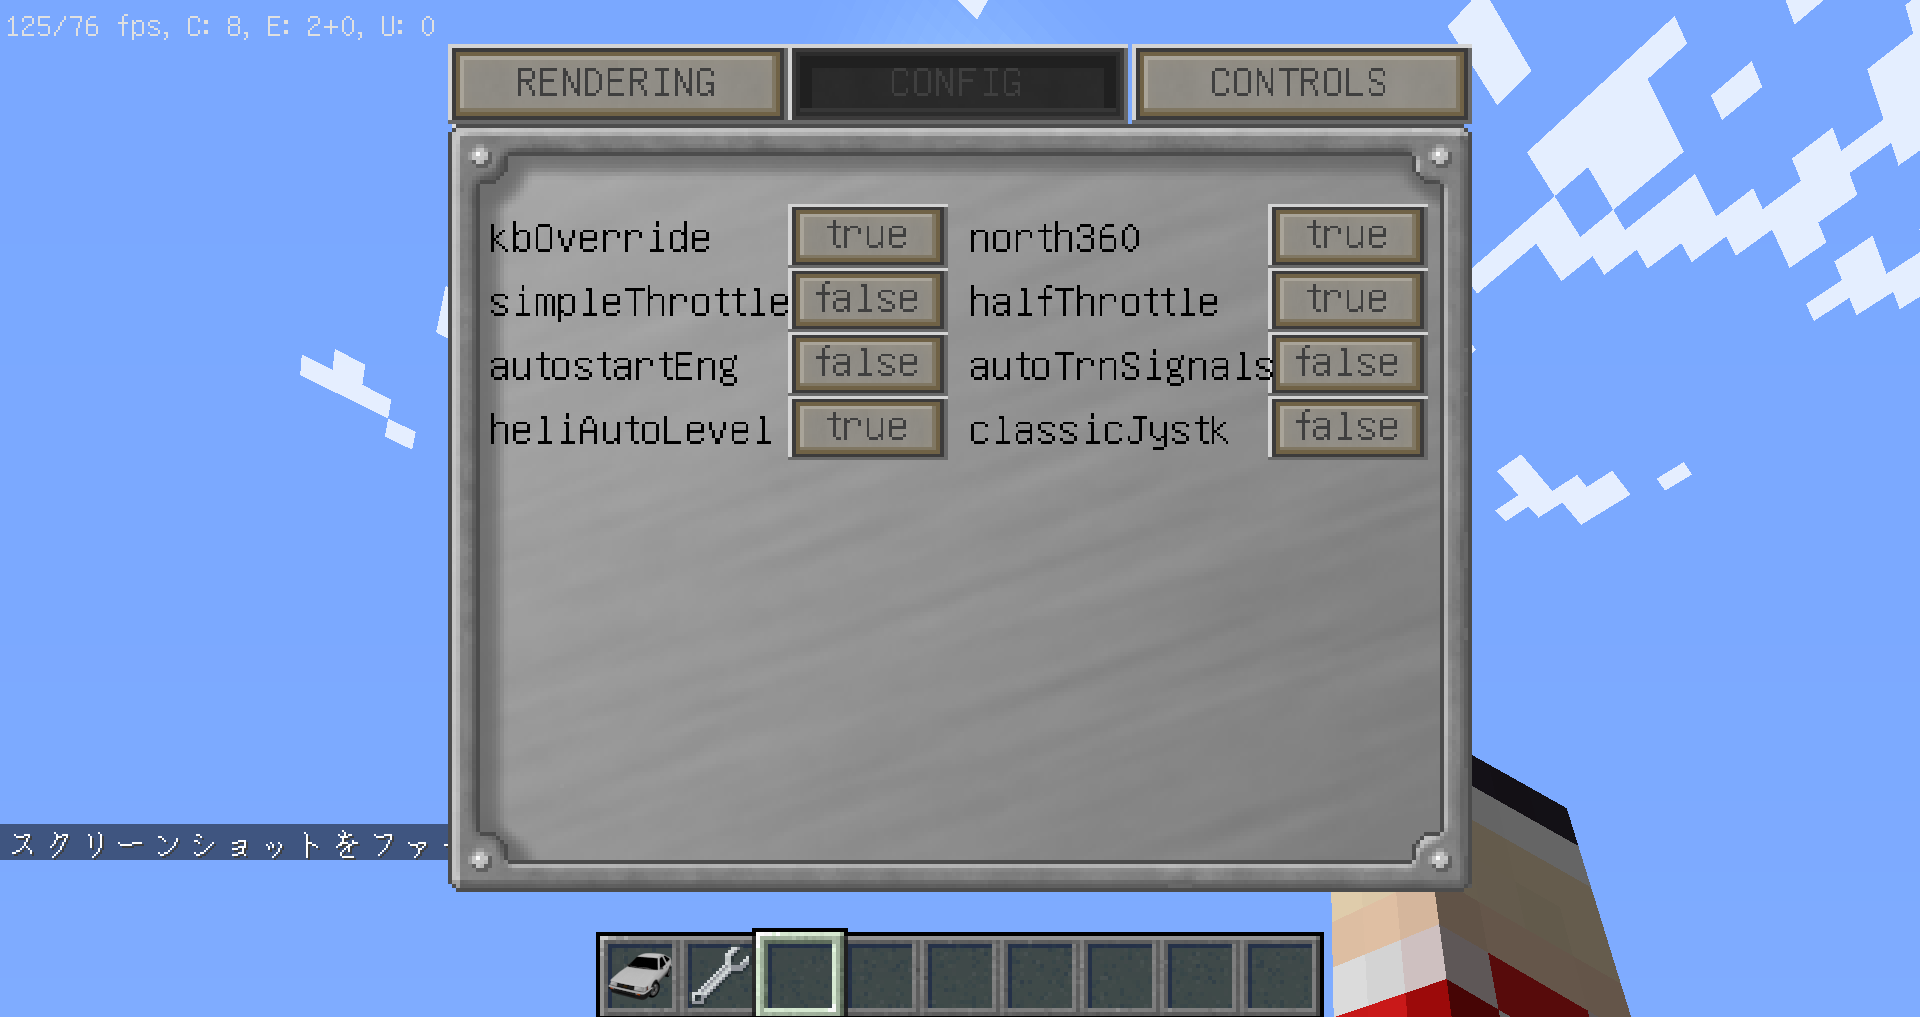 125/76 fps, C: 8, E: 2+0, U: 0
RENDERING CONFIG CONTROLS
kbOverride true north360 true
simpleThrottle false halfThrottle true
autostartEng false autoTrnSignals false
heliAutoLevel true classicJystk false
スクリーンショットをファ